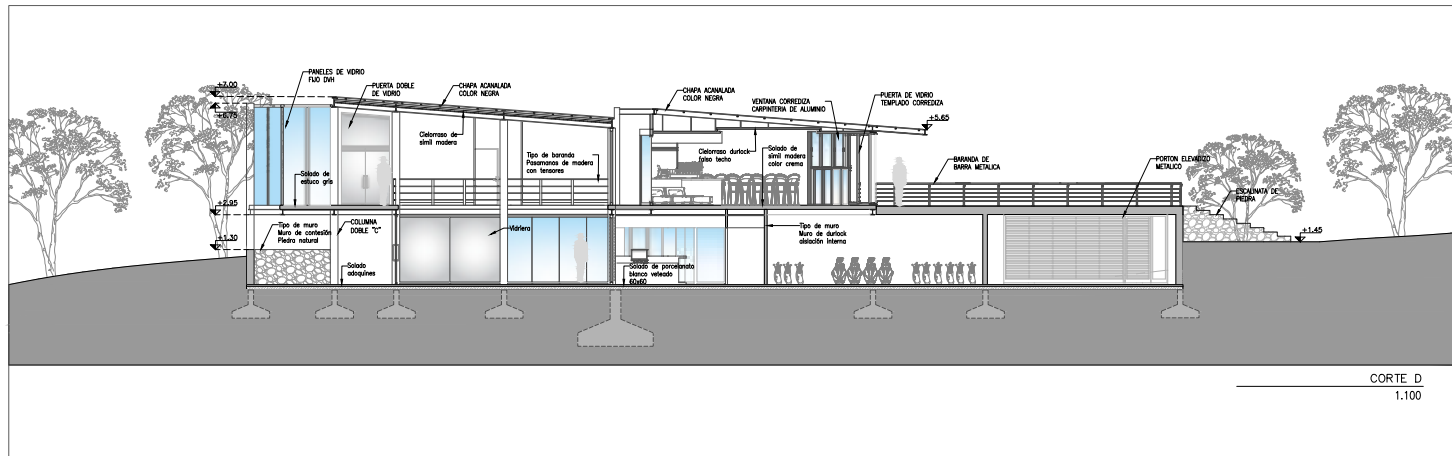 PANELES DE VIDRIO
FIJO DVH
+7.00
+6.75
PUERTA DOBLE
DE VIDRIO
CHAPA ACANALADA
COLOR NEGRA
Cielorraso de
simil madera
Solado de
estuco gris
Tipo de baranda
Pasamanos de madera
con tensores
CHAPA ACANALADA
COLOR NEGRA
VENTANA CORREDIZA
CARPINTERIA DE ALUMINIO
PUERTA DE VIDRIO
TEMPLADO CORREDIZA
+5.65
Cielorraso durlock
falso techo
Solado de
simil madera
color crema
BARANDA DE
BARRA METALICA
PORTON ELEVADIZO
METALICO
ESCALINATA DE
PIEDRA
+2.95
+1.30
+1.45
Tipo de muro
Muro de contesión
Piedra natural
COLUMNA
DOBLE "C"
Vidriera
Tipo de muro
Muro de durlock
aislación interna
Solado
adoquines
Solado de porcelanato
blanco veteado
60x60
CORTE D
1.100